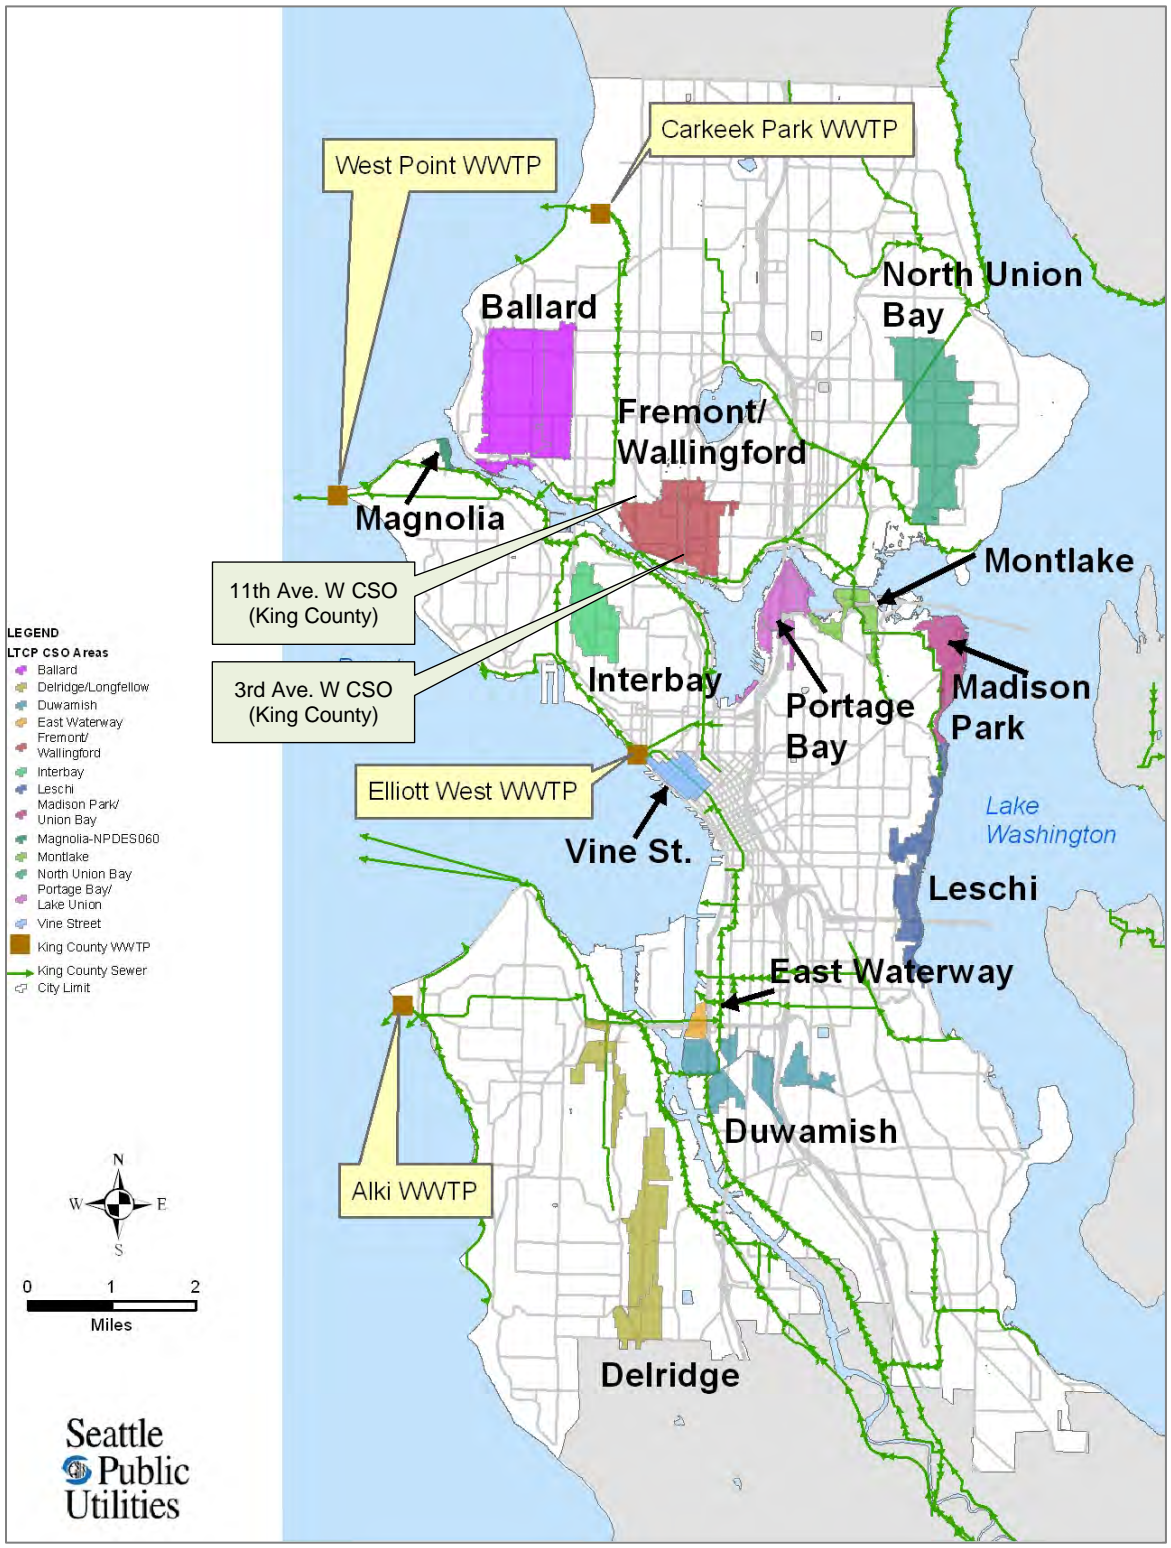 Carkeek Park WWTP
West Point WWTP
North Union
Bay
Ballard
Fremont/
Wallingford
Magnolia
Montlake
11th Ave. W CSO
(King County)
3rd Ave. W CSO
(King County)
Interbay
Madison
Park
Portage
Bay
Elliott West WWTP
Vine St.
Lake
Washington
Leschi
East Waterway
Duwamish
Alki WWTP
Delridge
LEGEND
LTCP CSO Areas
Ballard
Delridge/Longfellow
Duwamish
East Waterway
Fremont/
Wallingford
Interbay
Leschi
Madison Park/
Union Bay
Magnolia-NPDES060
Montlake
North Union Bay
Portage Bay/
Lake Union
Vine Street
King County WWTP
King County Sewer
City Limit
N
W E
S
0 1 2
Miles
Seattle
Public
Utilities